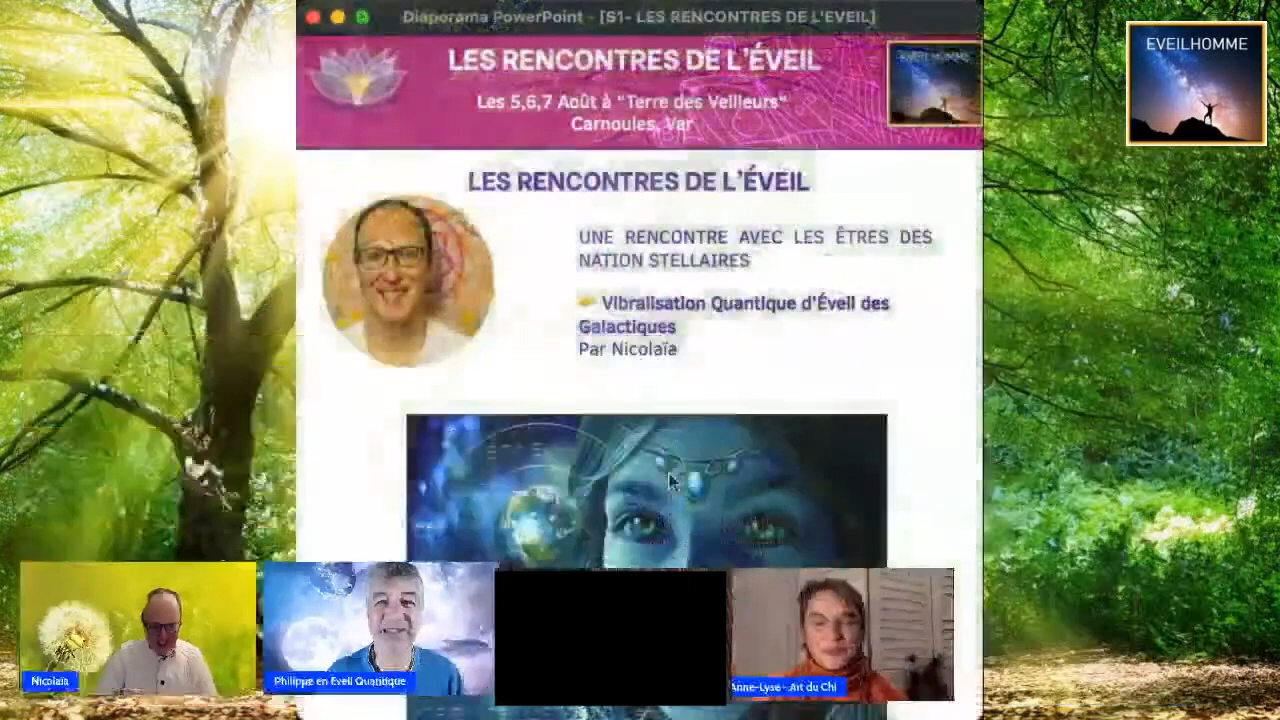 Diaporama PowerPoint - [S1- LES RENCONTRES DE L'EVEIL]
EVEILHOMME
LES RENCONTRES DE L'ÉVEIL
Les 5,6,7 Août à "Terre des Veilleurs"
Carnoules, Var
LES RENCONTRES DE L'ÉVEIL
UNE RENCONTRE AVEC LES ÊTRES DES
NATION STELLAIRES
Vibralisation Quantique d'Éveil des
Galactiques
Par Nicolaïa
Nicolaïa
Philippe en Eveil Quantique
Anne-Lyse - Art du Chi